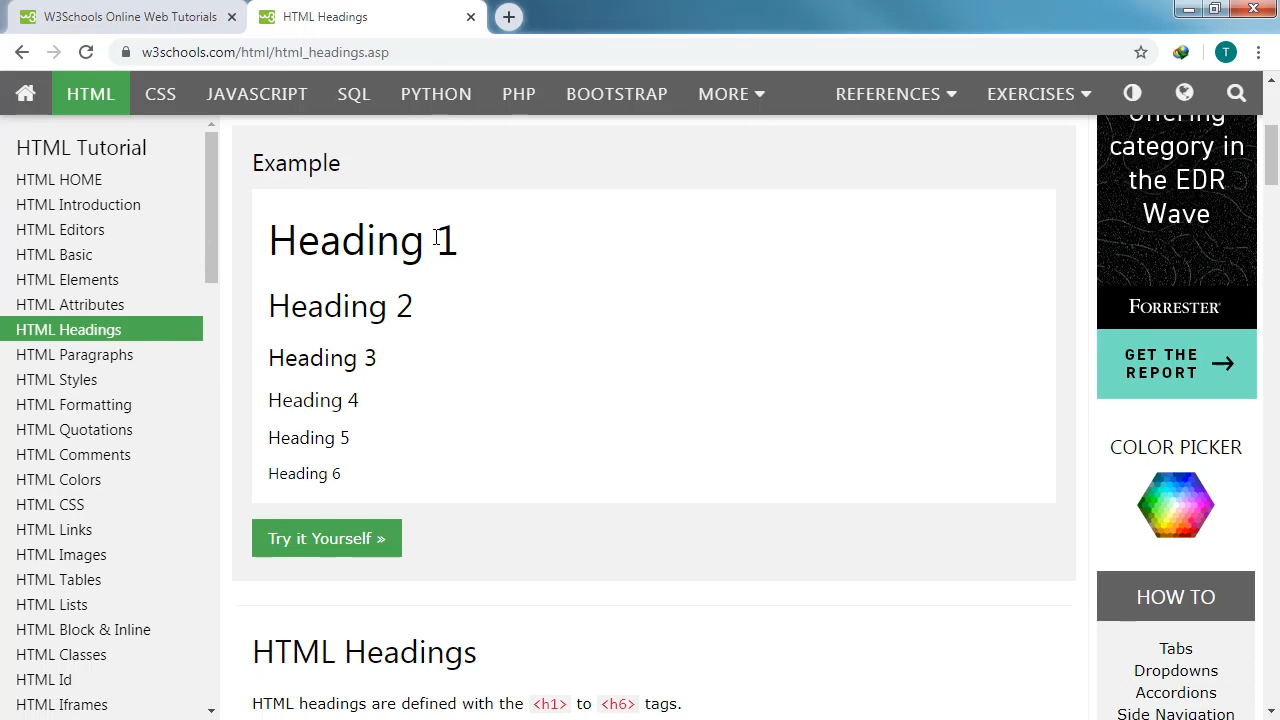 W3Schools Online Web Tutorials
HTML Headings
w3schools.com/html/html_headings.asp
T
HTML CSS JAVASCRIPT SQL PYTHON PHP BOOTSTRAP MORE REFERENCES EXERCISES
HTML Tutorial
HTML HOME
HTML Introduction
HTML Editors
HTML Basic
HTML Elements
HTML Attributes
HTML Headings
HTML Paragraphs
HTML Styles
HTML Formatting
HTML Quotations
HTML Comments
HTML Colors
HTML CSS
HTML Links
HTML Images
HTML Tables
HTML Lists
HTML Block & Inline
HTML Classes
HTML Id
HTML Iframes
Example
Heading 1
Heading 2
Heading 3
Heading 4
Heading 5
Heading 6
Try it Yourself »
HTML Headings
HTML headings are defined with the <h1> to <h6> tags.
Offering
category in
the EDR
Wave
FORRESTER
GET THE
REPORT →
COLOR PICKER
HOW TO
Tabs
Dropdowns
Accordions
Side Navigation